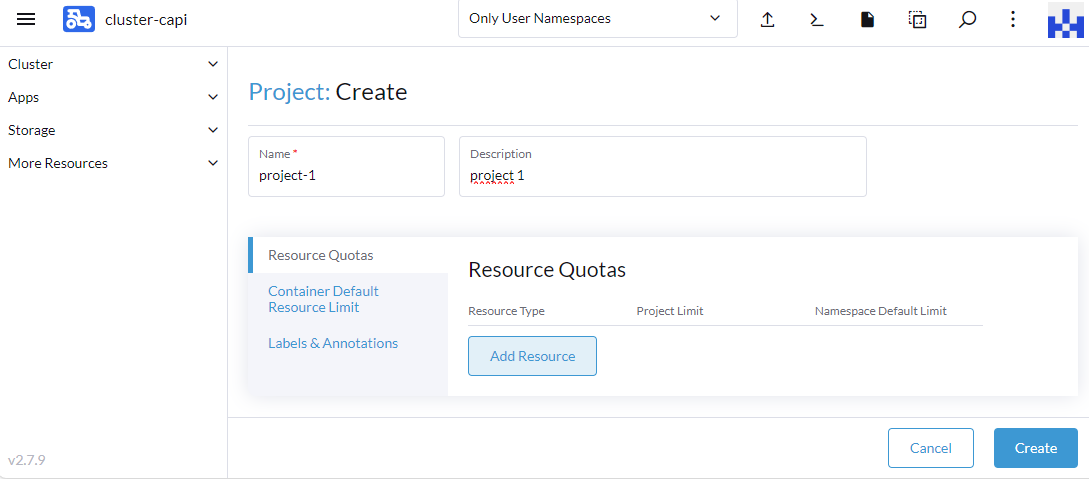 cluster-capi
Only User Namespaces
Cluster
Apps
Storage
More Resources
v2.7.9
Project: Create
Name *
project-1
Description
project 1
Resource Quotas
Container Default
Resource Limit
Labels & Annotations
Resource Quotas
Resource Type Project Limit Namespace Default Limit
Add Resource
Cancel
Create